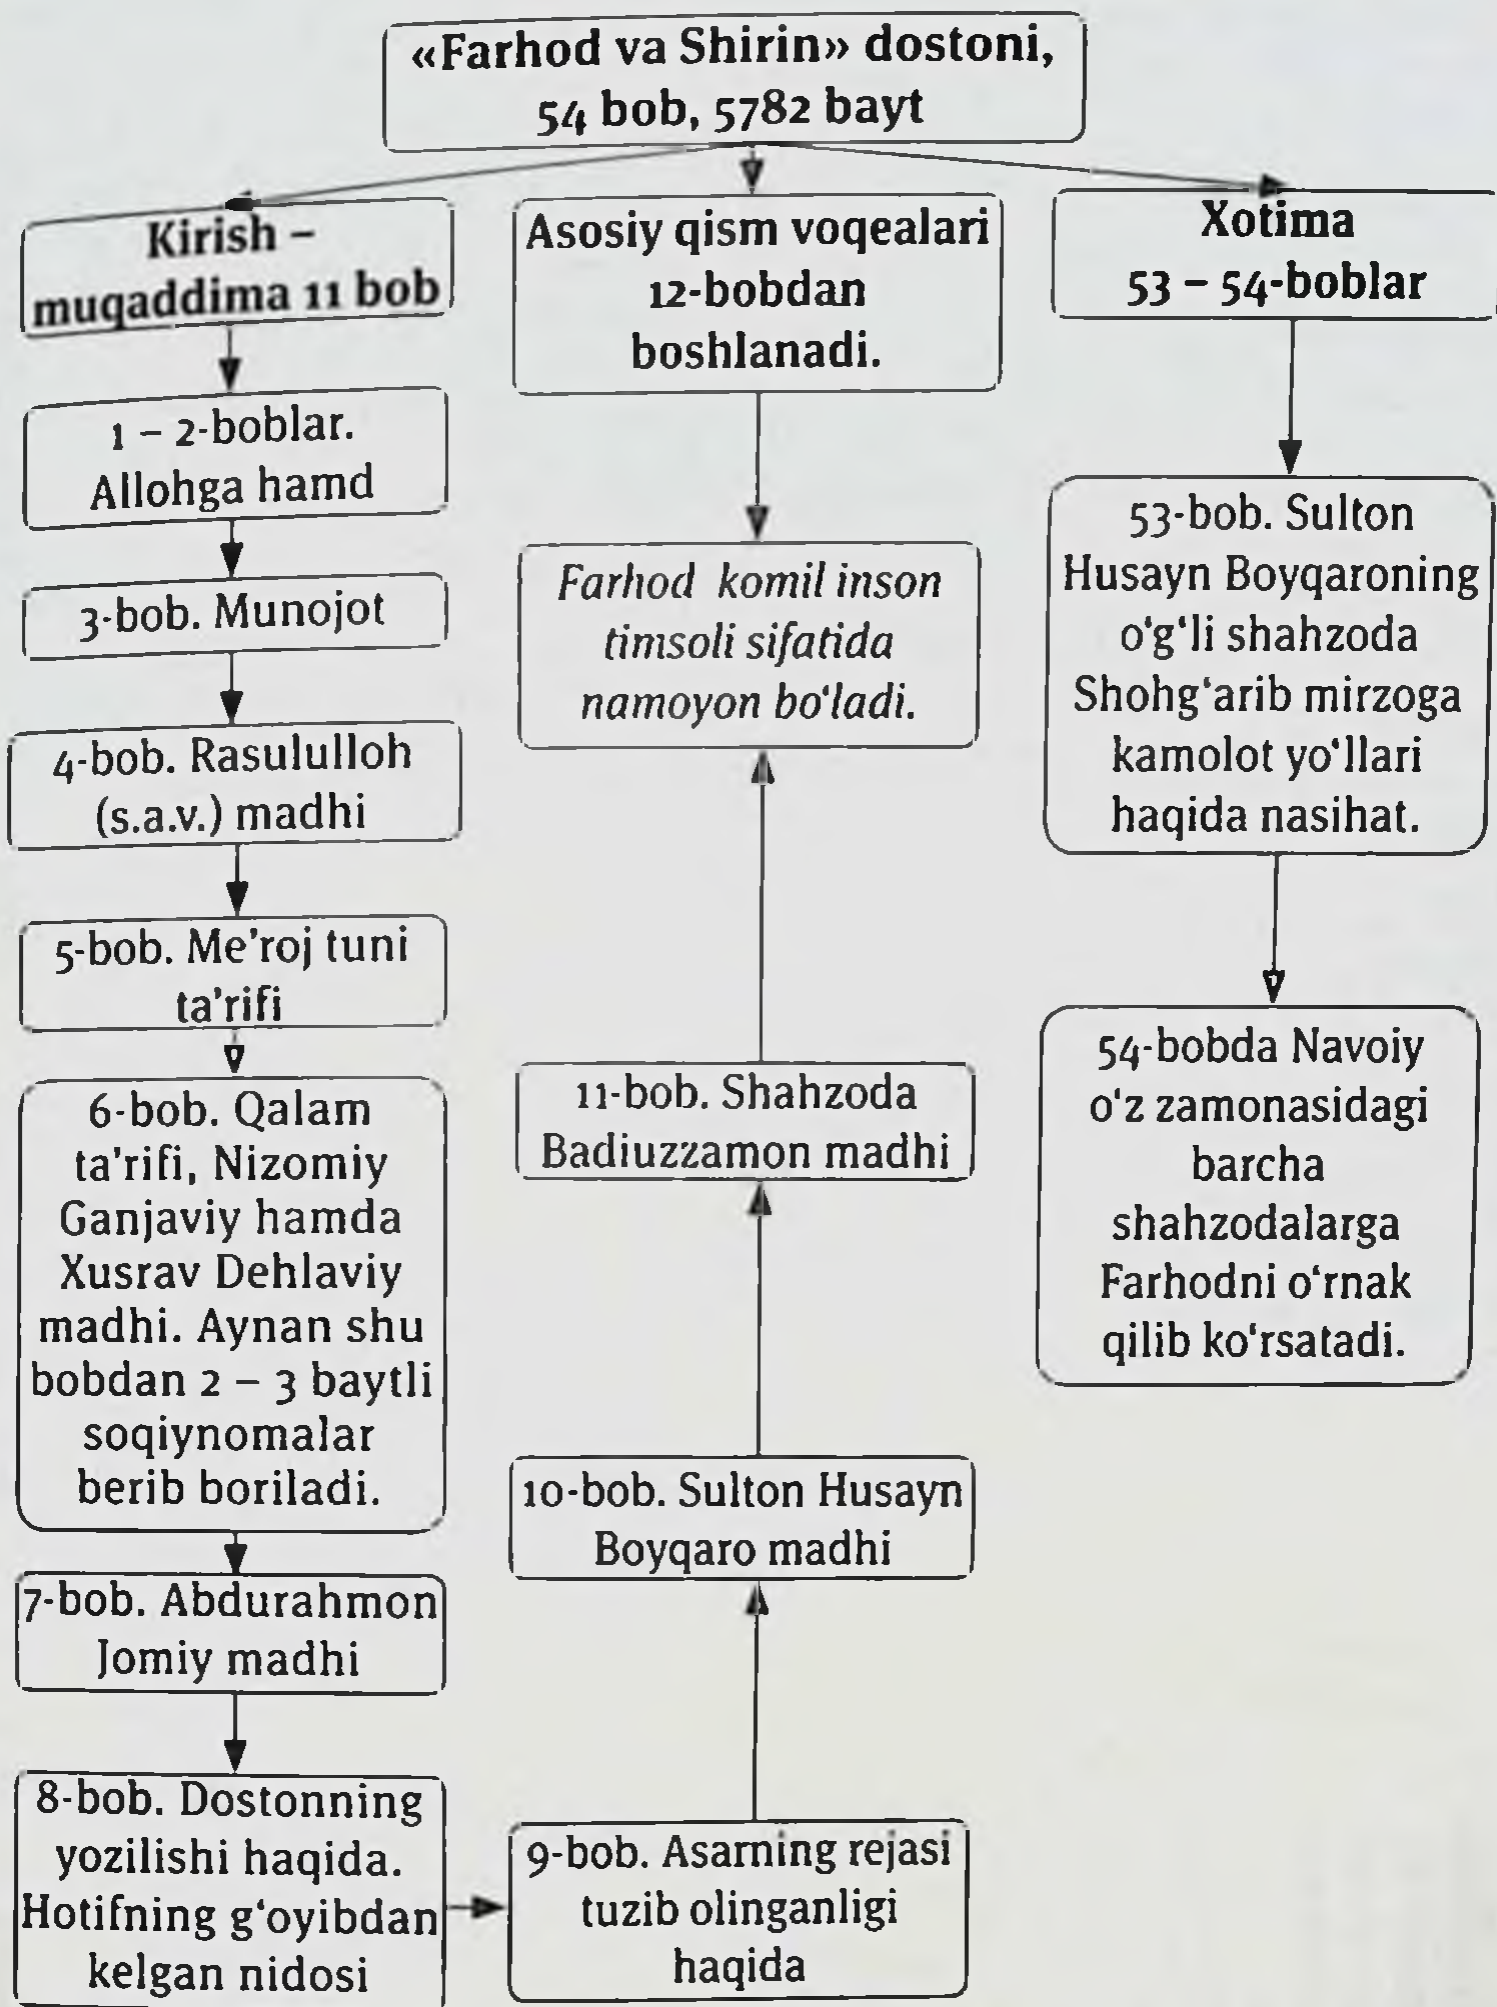 «Farhod va Shirin» dostoni,
54 bob, 5782 bayt
Kirish –
muqaddima 11 bob
1 – 2-boblar.
Allohga hamd
3-bob. Munojot
4-bob. Rasululloh
(s.a.v.) madhi
5-bob. Me'roj tuni
ta'rifi
6-bob. Qalam
ta'rifi, Nizomiy
Ganjaviy hamda
Xusrav Dehlaviy
madhi. Aynan shu
bobdan 2 – 3 baytli
soqiynomalar
berib boriladi.
7-bob. Abdurahmon
Jomiy madhi
8-bob. Dostonning
yozilishi haqida.
Hotifning g‘oyibdan
kelgan nidosi
9-bob. Asarning rejasi
tuzib olinganligi
haqida
10-bob. Sulton Husayn
Boyqaro madhi
11-bob. Shahzoda
Badiuzzamon madhi
Asosiy qism voqealari
12-bobdan
boshlanadi.
Farhod komil inson
timsoli sifatida
namoyon bo‘ladi.
Xotima
53 – 54-boblar
53-bob. Sulton
Husayn Boyqaroning
o‘g‘li shahzoda
Shohg‘arib mirzoga
kamolot yo‘llari
haqida nasihat.
54-bobda Navoiy
o‘z zamonasidagi
barcha
shahzodalarga
Farhodni o‘rnak
qilib ko‘rsatadi.